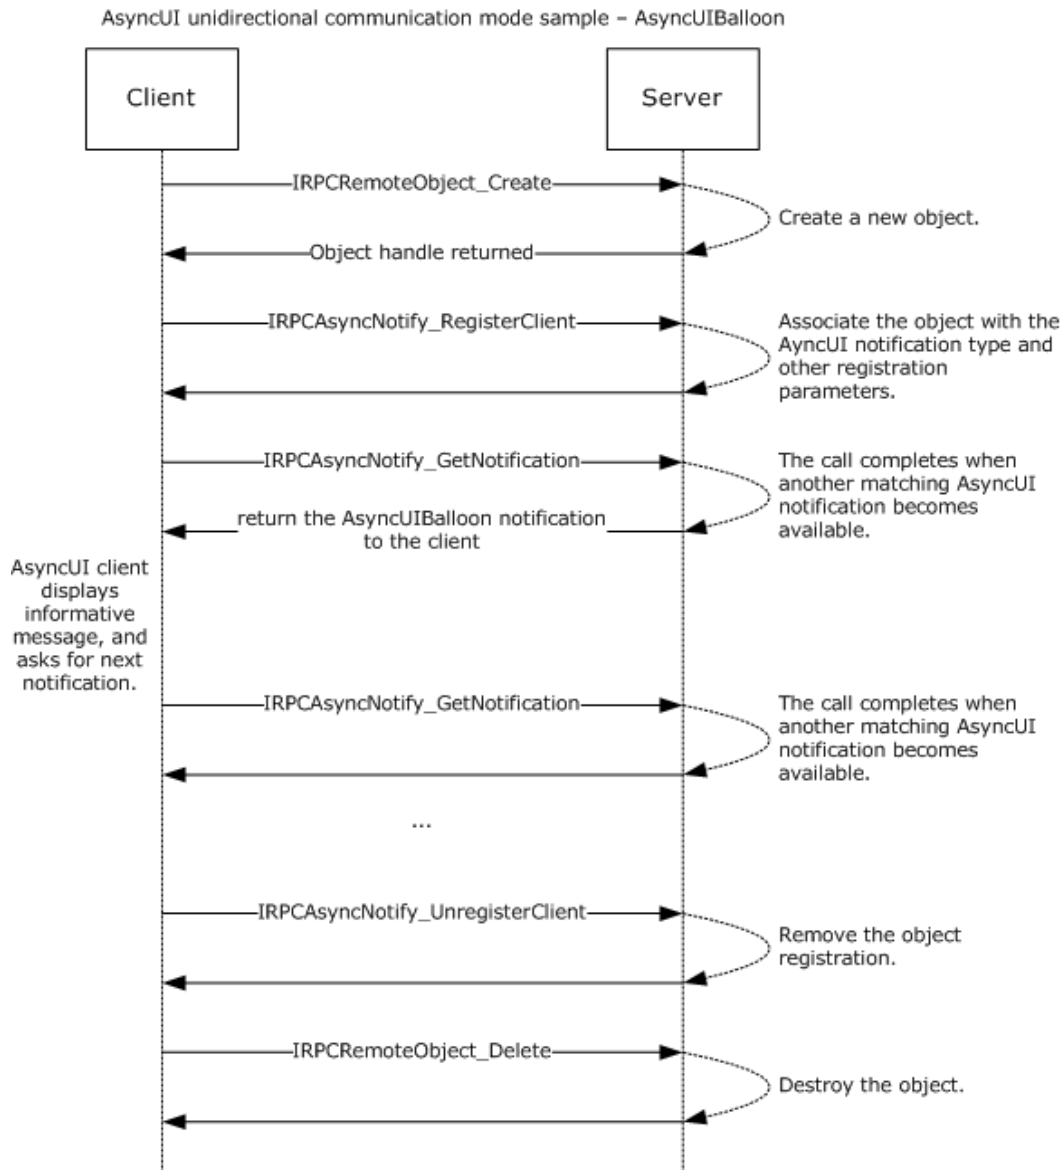 AsyncUI unidirectional communication mode sample – AsyncUIBalloon
Client
Server
IRPCRemoteObject_Create
Create a new object.
Object handle returned
IRPCAsyncNotify_RegisterClient
Associate the object with the
AyncUI notification type and
other registration
parameters.
IRPCAsyncNotify_GetNotification
The call completes when
another matching AsyncUI
notification becomes
available.
return the AsyncUIBalloon notification
to the client
AsyncUI client
displays
informative
message, and
asks for next
notification.
IRPCAsyncNotify_GetNotification
The call completes when
another matching AsyncUI
notification becomes
available.
...
IRPCAsyncNotify_UnregisterClient
Remove the object
registration.
IRPCRemoteObject_Delete
Destroy the object.